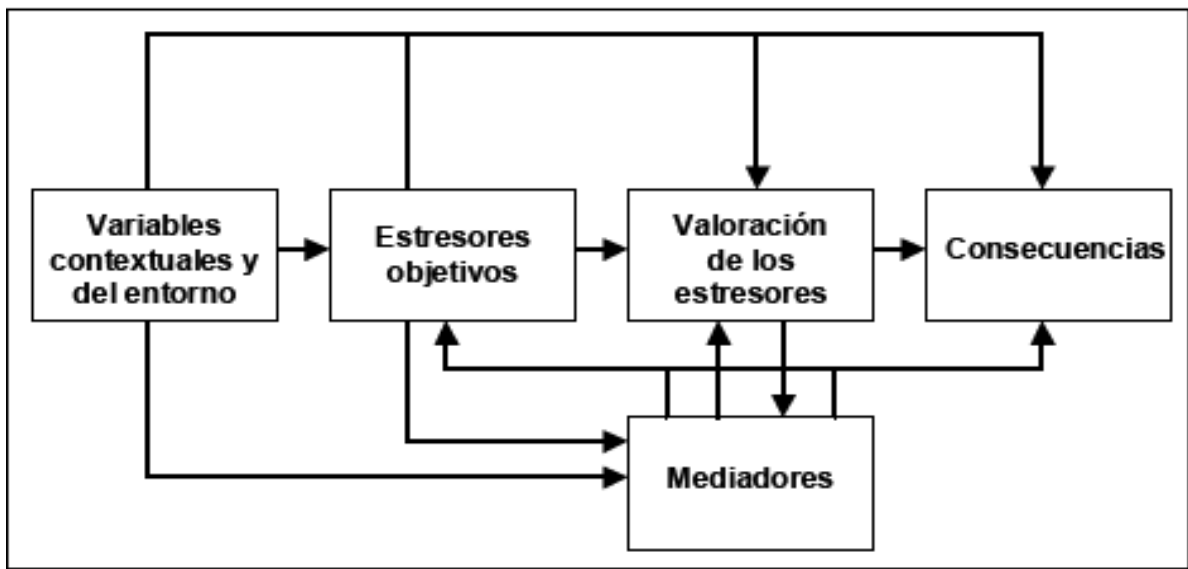 Variables
contextuales y
del entorno
Estresores
objetivos
Valoración
de los
estresores
Consecuencias
Mediadores